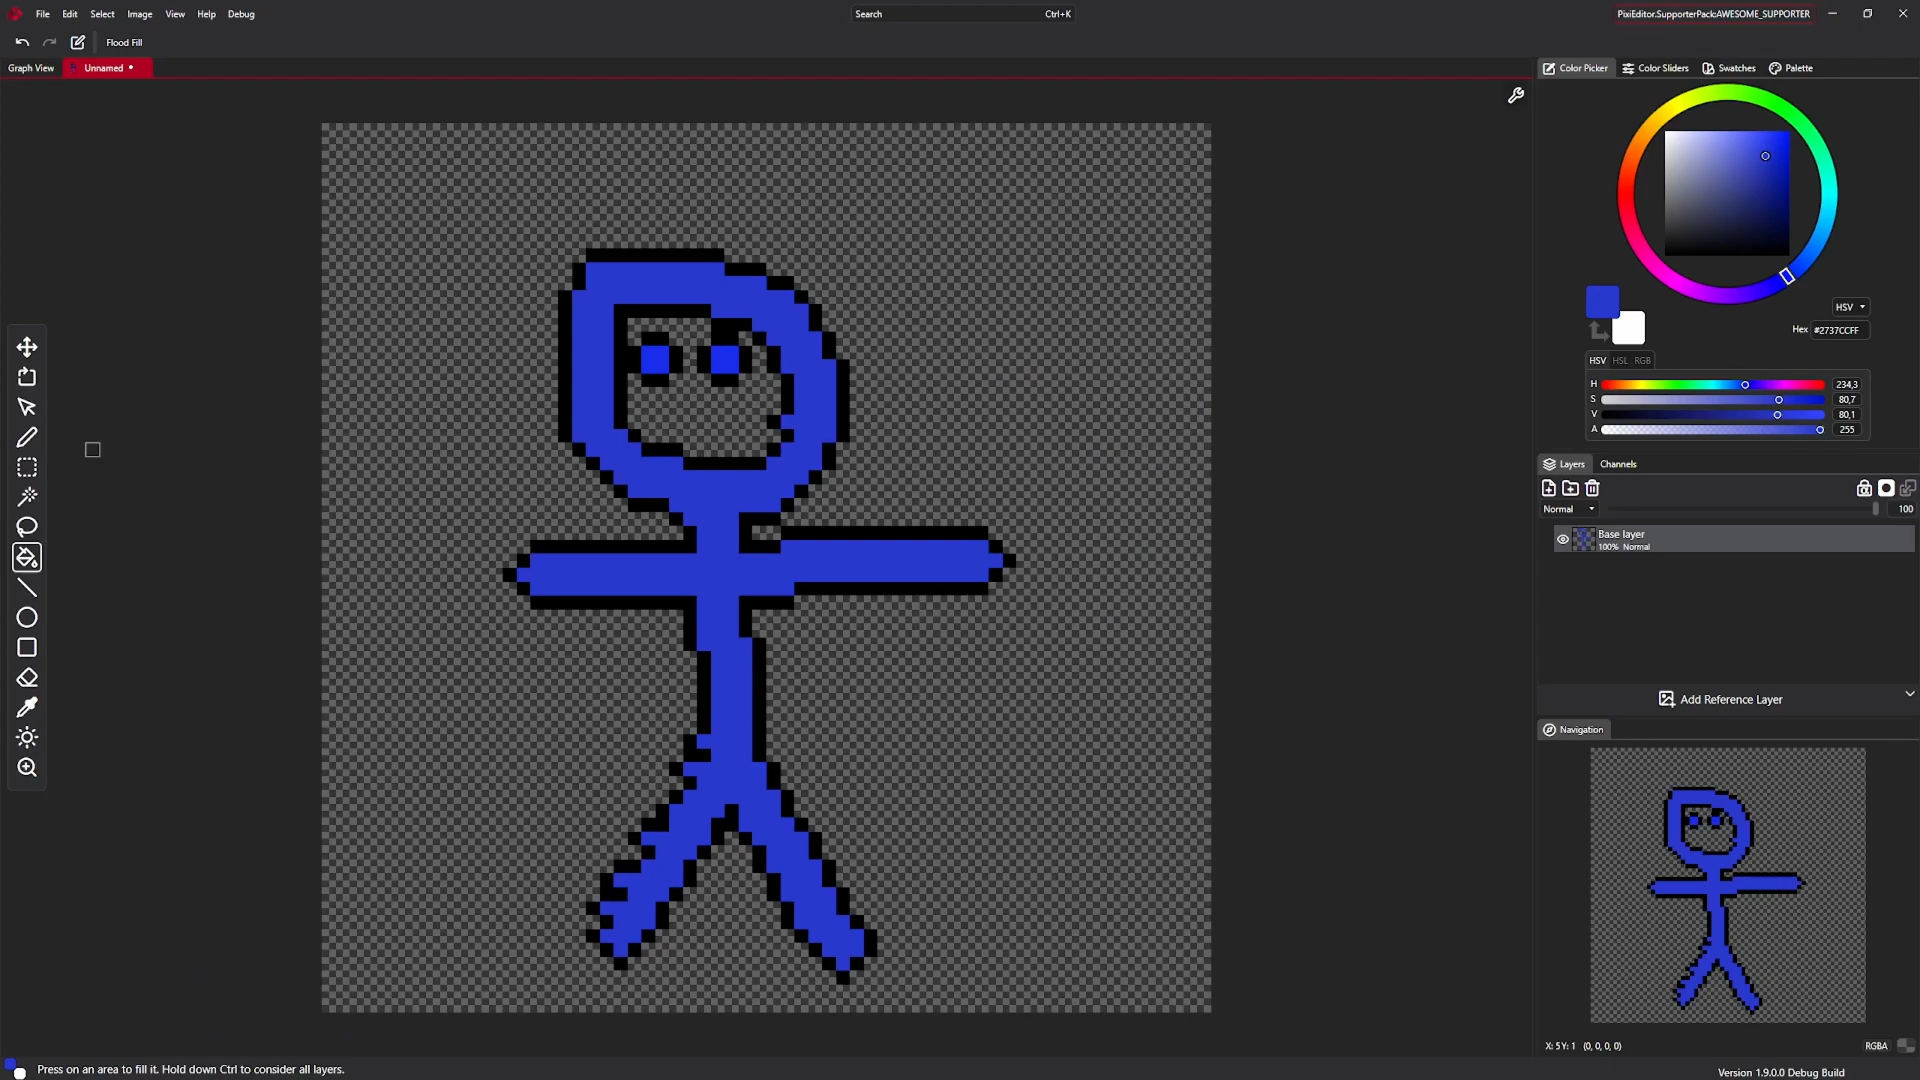 File Edit Select Image View Help Debug
Search Ctrl+K
PixiEditor.SupporterPack:AWESOME_SUPPORTER
Flood Fill
Graph View Unnamed
Color Picker Color Sliders Swatches Palette
HSV
Hex #2737CCFF
HSV HSL RGB
H 234,3
S 80,7
V 80,1
A 255
Layers Channels
Normal 100
Base layer
100% Normal
Add Reference Layer
Navigation
X: 5 Y: 1 (0, 0, 0, 0) RGBA
Press on an area to fill it. Hold down Ctrl to consider all layers.
Version 1.9.0.0 Debug Build